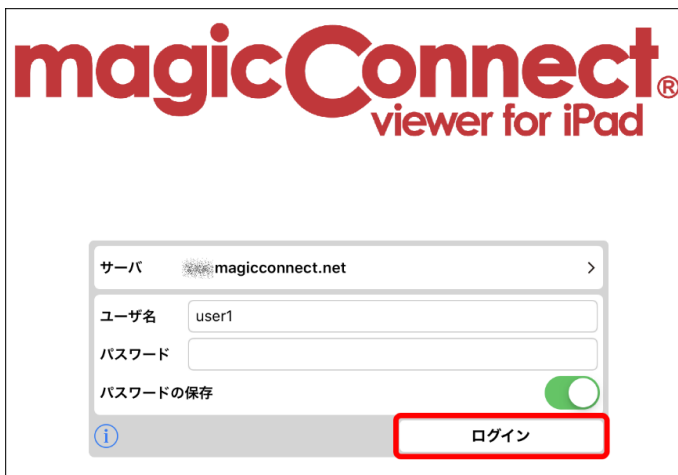 magicConnect®
viewer for iPad
サーバ magicconnect.net
ユーザ名 user1
パスワード
パスワードの保存
ログイン